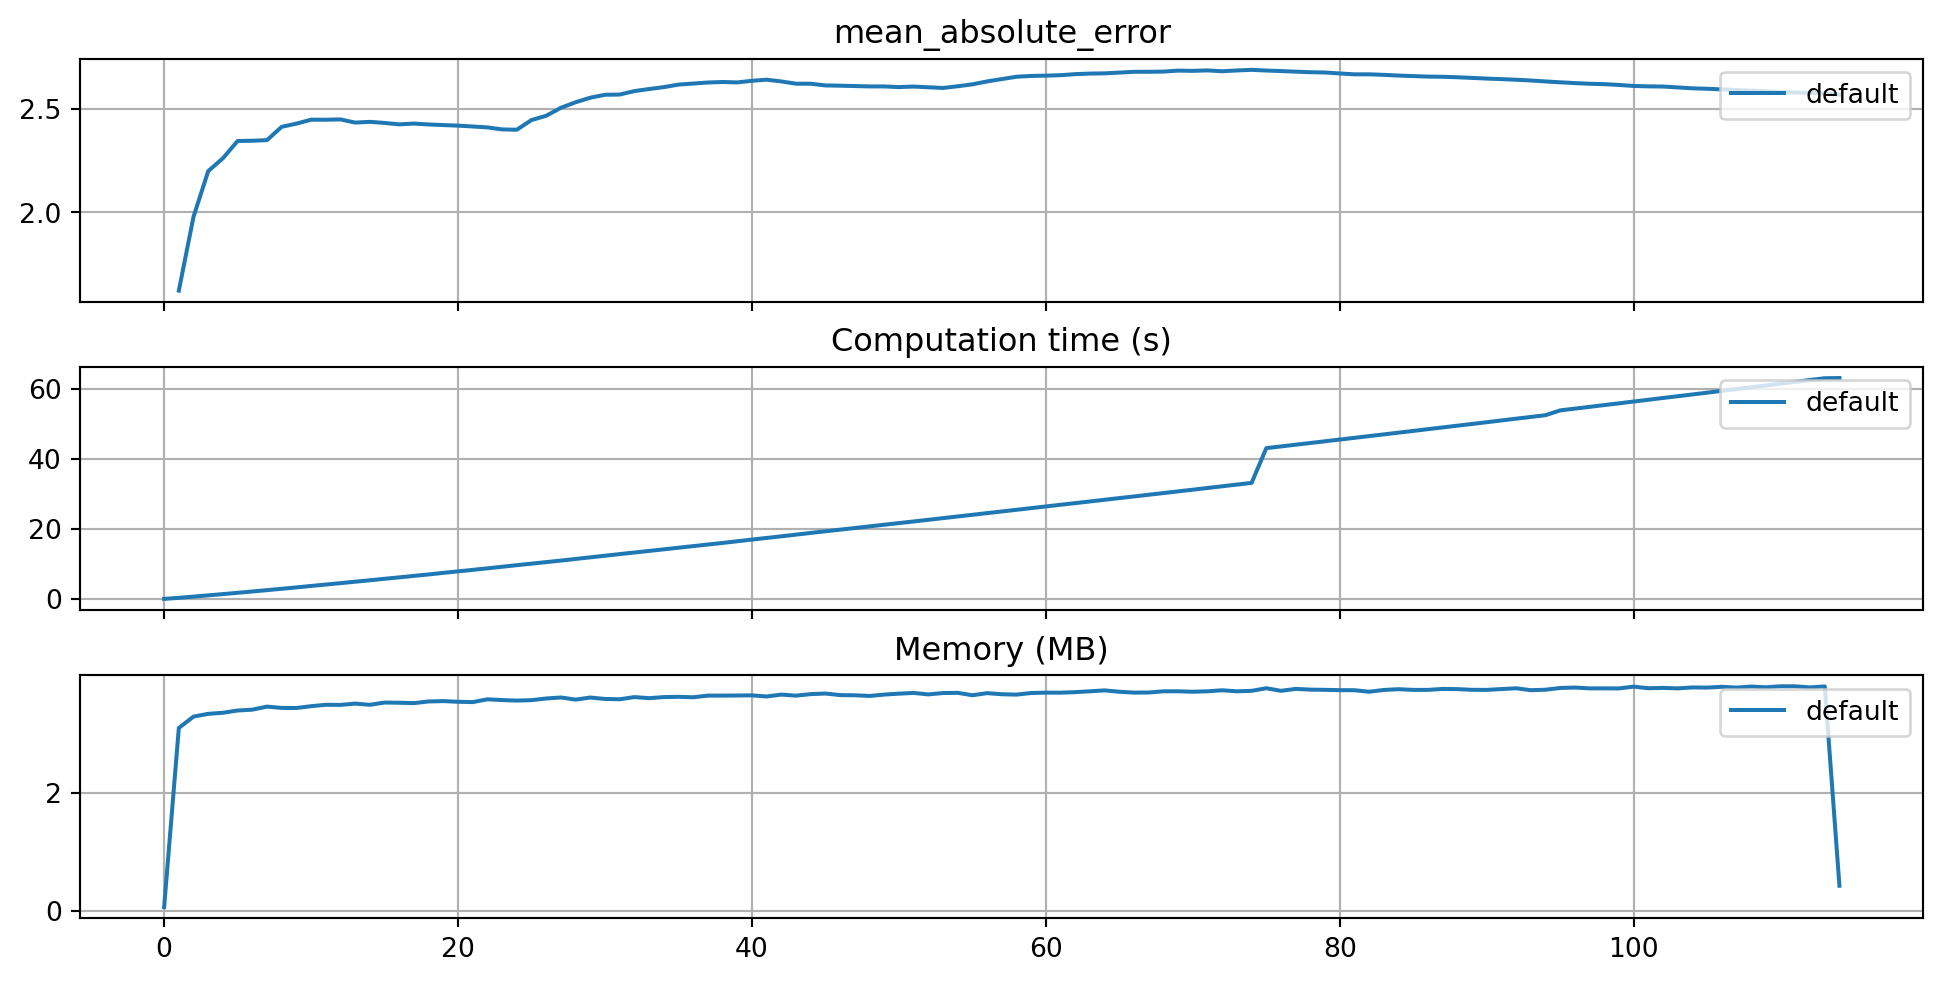 mean_absolute_error
2.5
2.0
default
Computation time (s)
60
40
20
0
default
Memory (MB)
2
0
default
0 20 40 60 80 100